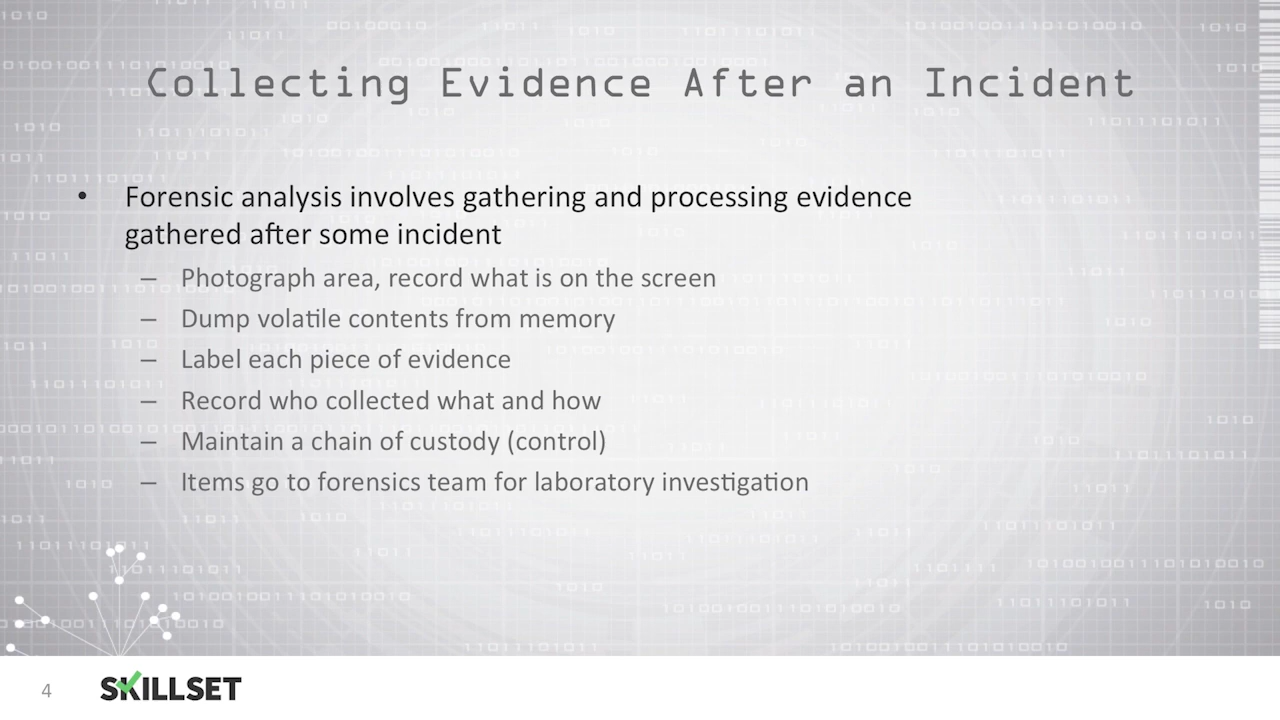 Collecting Evidence After an Incident
• Forensic analysis involves gathering and processing evidence
gathered after some incident
– Photograph area, record what is on the screen
– Dump volatile contents from memory
– Label each piece of evidence
– Record who collected what and how
– Maintain a chain of custody (control)
– Items go to forensics team for laboratory investigation
4
SKILLSET